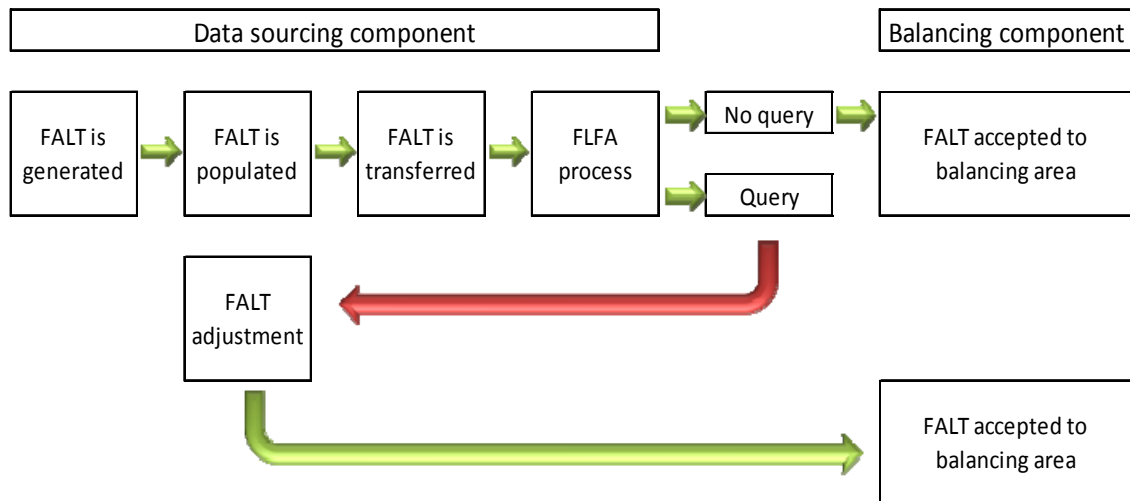 Data sourcing component
Balancing component
FALT is
generated
FALT is
populated
FALT is
transferred
FLFA
process
No query
Query
FALT accepted to
balancing area
FALT
adjustment
FALT accepted to
balancing area